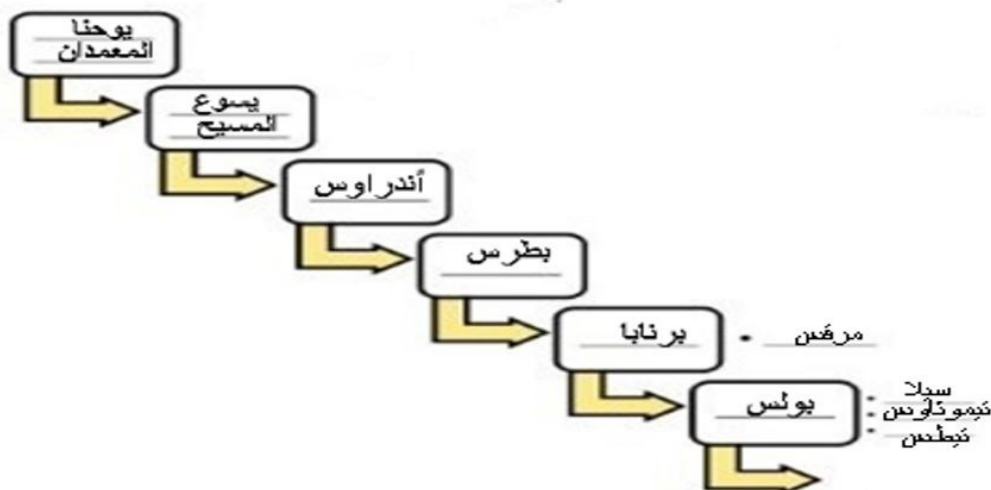 يوحنا
المعمدان
يسوع
المسيح
أندراوس
بطرس
برنابا
• مرقس
بولس
• سيلا
• تيموثاوس
• تيطس